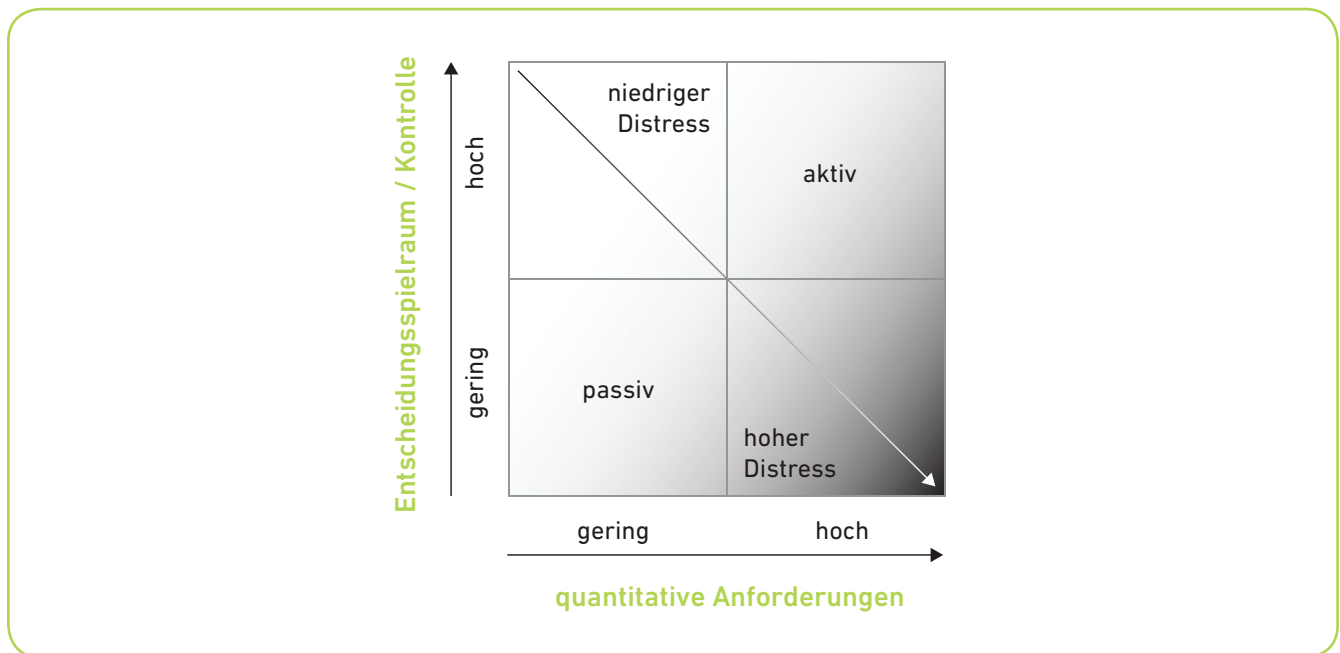 Entscheidungsspielraum / Kontrolle
hoch
gering
niedriger
Distress
aktiv
passiv
hoher
Distress
gering
hoch
quantitative Anforderungen